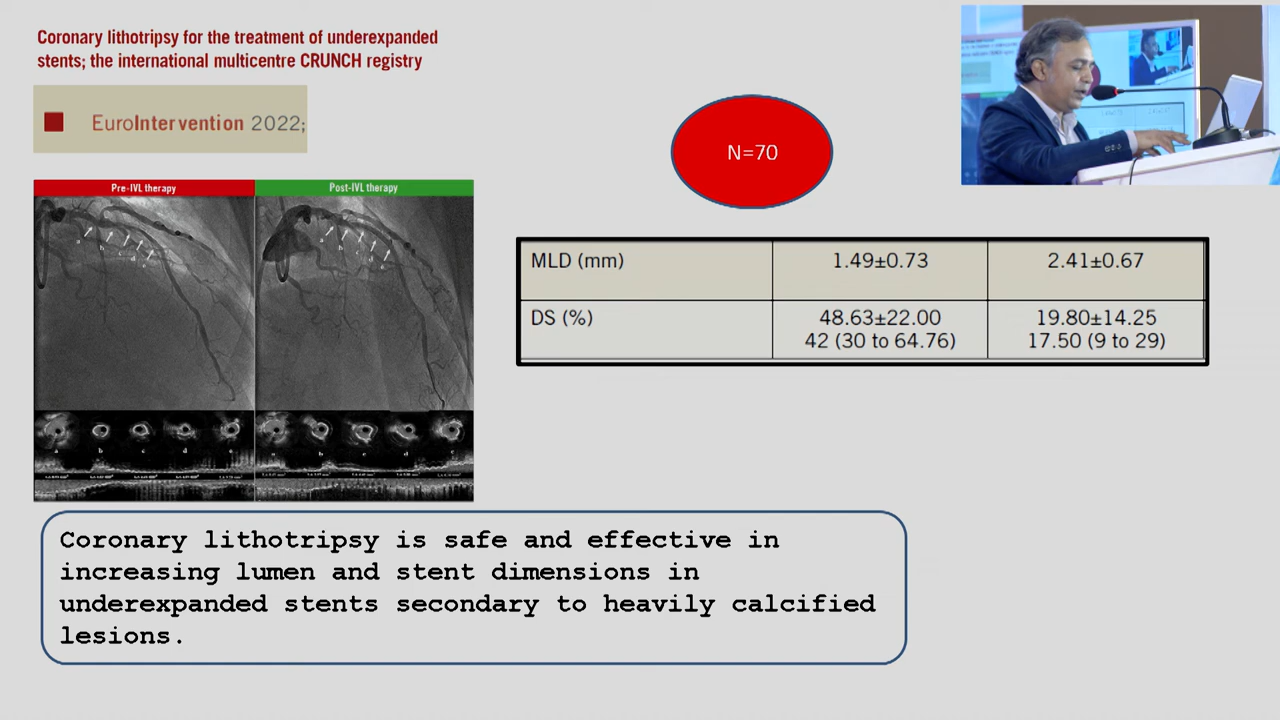 Coronary lithotripsy for the treatment of underexpanded
stents; the international multicentre CRUNCH registry
EuroIntervention 2022;
N=70
Pre-IVL therapy Post-IVL therapy
MLD (mm) 1.49±0.73 2.41±0.67
DS (%) 48.63±22.00 19.80±14.25
42 (30 to 64.76) 17.50 (9 to 29)
Coronary lithotripsy is safe and effective in
increasing lumen and stent dimensions in
underexpanded stents secondary to heavily calcified
lesions.